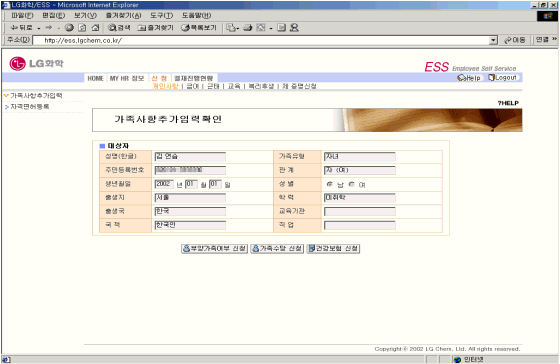 LG화학/ESS - Microsoft Internet Explorer
파일(F) 편집(E) 보기(V) 즐겨찾기(A) 도구(T) 도움말(H)
뒤로 검색 즐겨찾기 목록보기
주소(D) http://ess.lgchem.co.kr/ 이동 연결 »
LG화학
ESS Employee Self Service
Help Logout
HOME MY HR 정보 신 청 결재진행현황
개인사항 | 급여 | 근태 | 교육 | 복리후생 | 제 증명신청
가족사항추가입력
자격면허등록
?HELP
가족사항추가입력확인
대상자
성명(한글) 김 연습 가족유형 자녀
주민등록번호 관 계 자 (여)
생년월일 2002 년 01 월 01 일 성 별 남 여
출생지 서울 학 력 미취학
출생국 한국 교육기관
국 적 한국인 직 업
부양가족여부 신청 가족수당 신청 건강보험 신청
Copyright © 2002 LG Chem, Ltd. All rights reserved.
인터넷